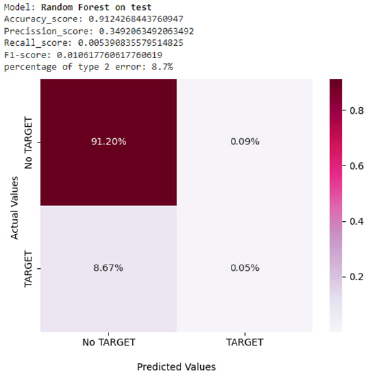 Model: Random Forest on test
Accuracy_score: 0.9124268443760947
Precission_score: 0.3492063492063492
Recall_score: 0.005390835579514825
F1-score: 0.010617760617760619
percentage of type 2 error: 8.7%
Actual Values
No TARGET
91.20%
0.09%
TARGET
8.67%
0.05%
No TARGET
TARGET
Predicted Values
0.8
0.6
0.4
0.2